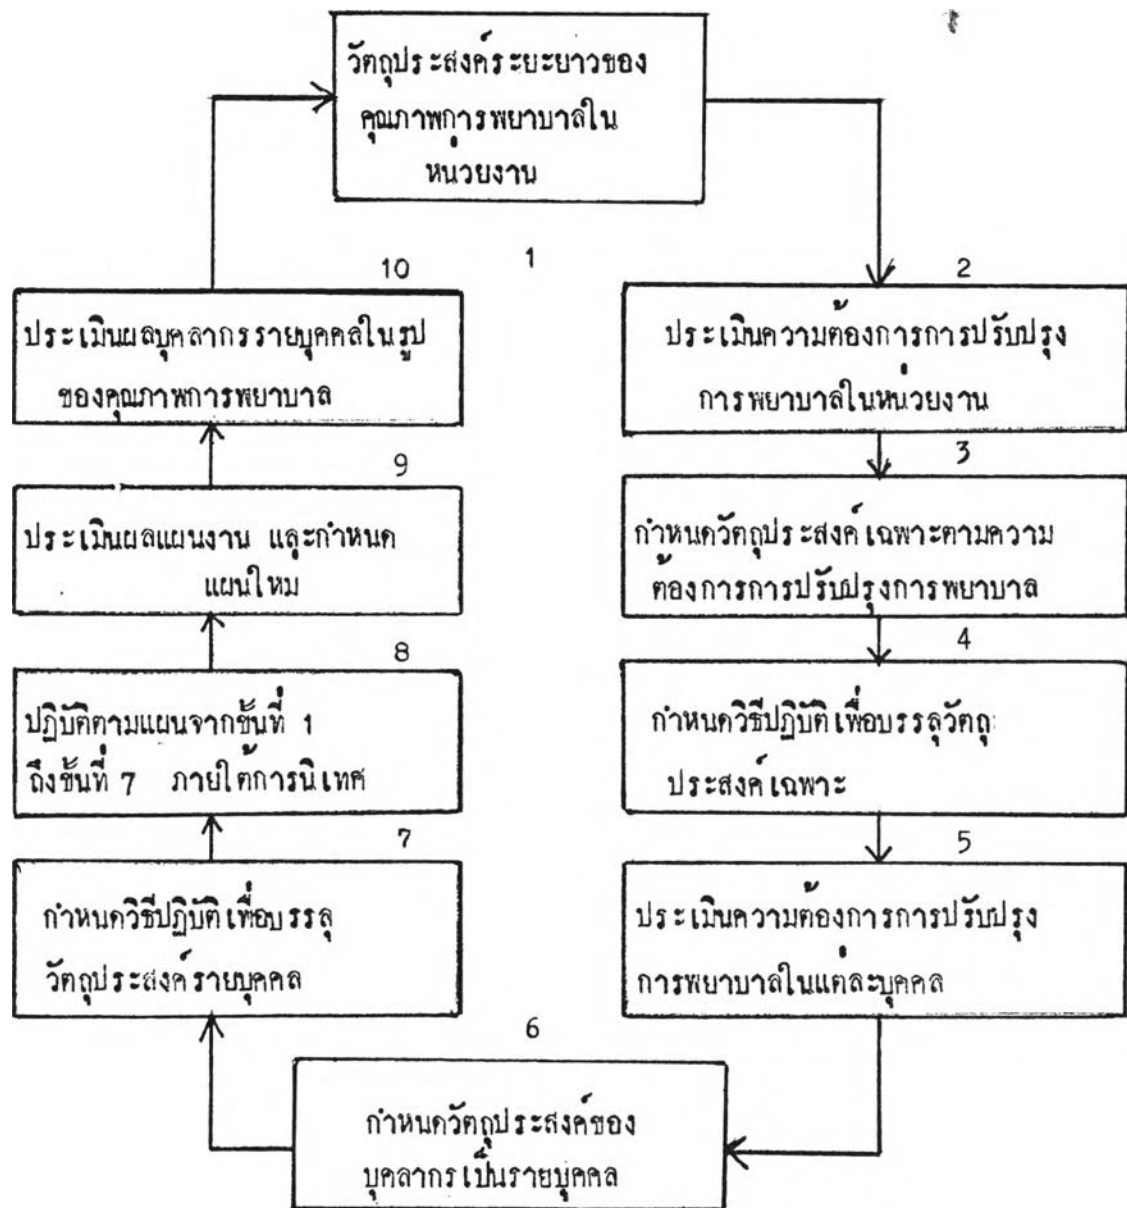 วัตถุประสงค์ระยะยาวของ
คุณภาพการพยาบาลใน
หน่วยงาน
1
2
ประเมินความต้องการการปรับปรุง
การพยาบาลในหน่วยงาน
3
กำหนดวัตถุประสงค์เฉพาะตามความ
ต้องการการปรับปรุงการพยาบาล
4
กำหนดวิธีปฏิบัติเพื่อบรรลุวัตถุ
ประสงค์เฉพาะ
5
ประเมินความต้องการการปรับปรุง
การพยาบาลในแต่ละบุคคล
6
กำหนดวัตถุประสงค์ของ
บุคลากรเป็นรายบุคคล
7
กำหนดวิธีปฏิบัติเพื่อบรรลุ
วัตถุประสงค์รายบุคคล
8
ปฏิบัติตามแผนจากขั้นที่ 1
ถึงขั้นที่ 7 ภายใต้การนิเทศ
9
ประเมินผลแผนงาน และกำหนด
แผนใหม่
10
ประเมินผลบุคลากรรายบุคคลในรูป
ของคุณภาพการพยาบาล